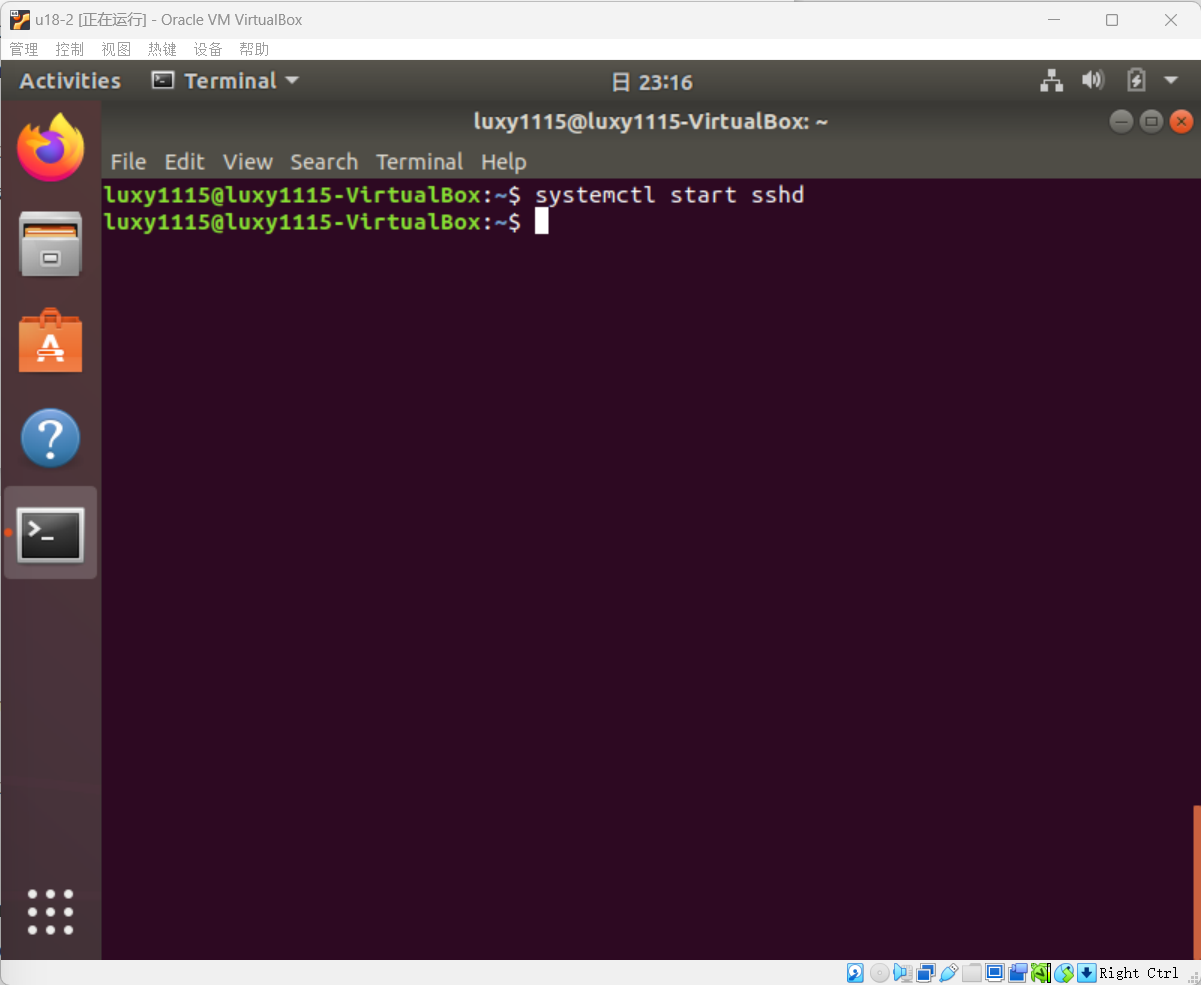 u18-2 [正在运行] - Oracle VM VirtualBox
管理 控制 视图 热键 设备 帮助
Activities Terminal 日 23:16
luxy1115@luxy1115-VirtualBox: ~
File Edit View Search Terminal Help
luxy1115@luxy1115-VirtualBox:~$ systemctl start sshd
luxy1115@luxy1115-VirtualBox:~$
Right Ctrl